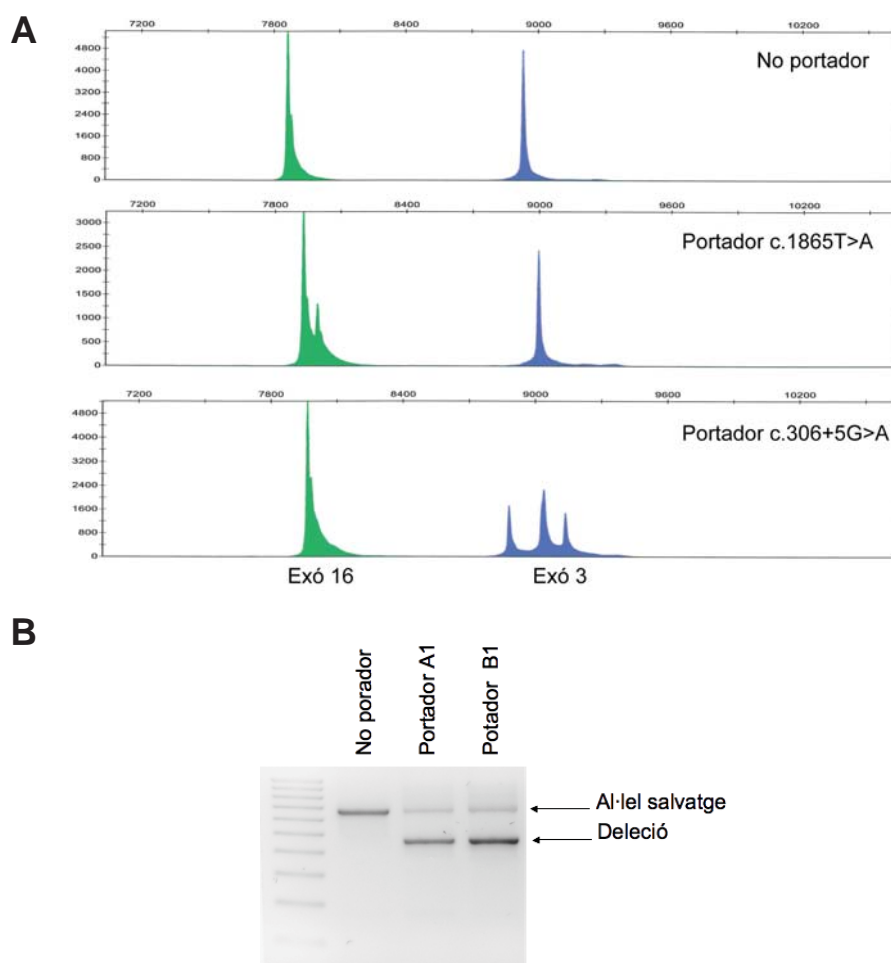 A
7200 7800 8400 9000 9600 10200
4800
4000
3200
2400
1600
800
0
No portador
7200 7800 8400 9000 9600 10200
3000
2500
2000
1500
1000
500
0
Portador c.1865T>A
7200 7800 8400 9000 9600 10200
4800
4000
3200
2400
1600
800
0
Portador c.306+5G>A
Exó 16 Exó 3
B
No porador
Portador A1
Potador B1
Al·lel salvatge
Deleció